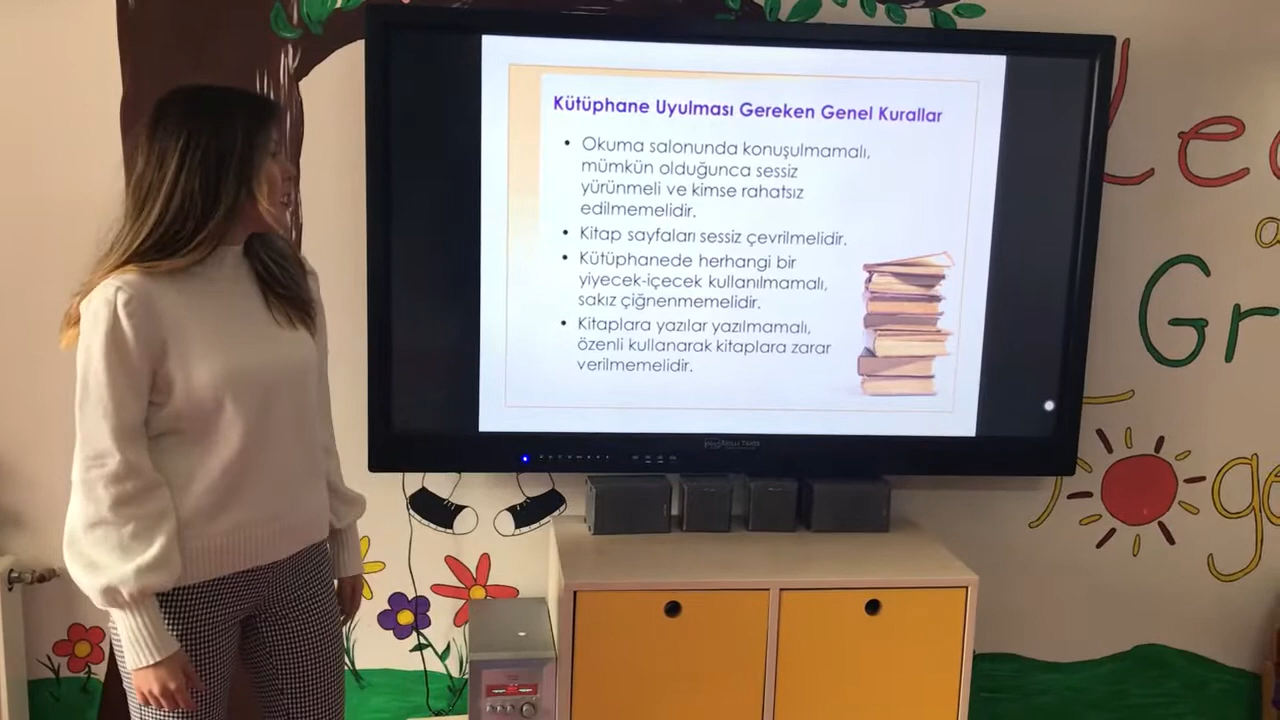 Kütüphane Uyulması Gereken Genel Kurallar
• Okuma salonunda konuşulmamalı,
mümkün olduğunca sessiz
yürünmeli ve kimse rahatsız
edilmemelidir.
• Kitap sayfaları sessiz çevrilmelidir.
• Kütüphanede herhangi bir
yiyecek-içecek kullanılmamalı,
sakız çiğnenmemelidir.
• Kitaplara yazılar yazılmamalı,
özenli kullanarak kitaplara zarar
verilmemelidir.